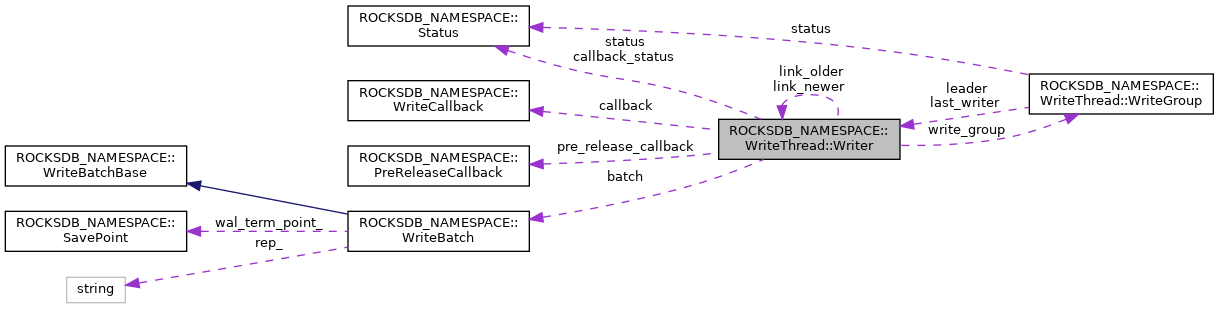 ROCKSDB_NAMESPACE::
Status
status
status
callback_status
link_older
link_newer
ROCKSDB_NAMESPACE::
WriteThread::WriteGroup
ROCKSDB_NAMESPACE::
WriteCallback
callback
leader
last_writer
ROCKSDB_NAMESPACE::
WriteThread::Writer
write_group
ROCKSDB_NAMESPACE::
WriteBatchBase
ROCKSDB_NAMESPACE::
PreReleaseCallback
pre_release_callback
batch
ROCKSDB_NAMESPACE::
SavePoint
wal_term_point_
rep_
ROCKSDB_NAMESPACE::
WriteBatch
string